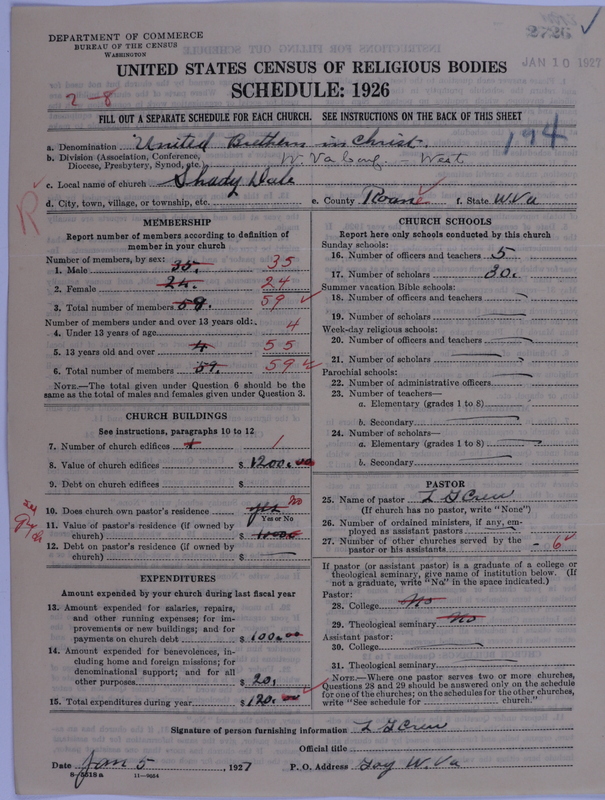 DEPARTMENT OF COMMERCE
BUREAU OF THE CENSUS
WASHINGTON
JAN 10 1927
UNITED STATES CENSUS OF RELIGIOUS BODIES
SCHEDULE: 1926
2-8
FILL OUT A SEPARATE SCHEDULE FOR EACH CHURCH. SEE INSTRUCTIONS ON THE BACK OF THIS SHEET
194
a. Denomination United Brethern in Christ.
b. Division (Association, Conference, Diocese, Presbytery, Synod, etc.) W. Va - West
c. Local name of church Shady Dale
R
d. City, town, village, or township, etc. e. County Roane f. State W.Va
MEMBERSHIP
Report number of members according to definition of
member in your church
Number of members, by sex:
1. Male 35. 35
2. Female 24. 24
3. Total number of members 59. 59
Number of members under and over 13 years old:
4. Under 13 years of age 4
5. 13 years old and over 4 55
6. Total number of members 59. 59
NOTE.—The total given under Question 6 should be the
same as the total of males and females given under Question 3.
CHURCH BUILDINGS
See instructions, paragraphs 10 to 12
7. Number of church edifices 1 1
8. Value of church edifices $1200.00
9. Debt on church edifices $
10. Does church own pastor's residence yes no
Yes or No
11. Value of pastor's residence (if owned by
church) $
12. Debt on pastor's residence (if owned by
church) $
EXPENDITURES
Amount expended by your church during last fiscal year
13. Amount expended for salaries, repairs,
and other running expenses; for im-
provements or new buildings; and for
payments on church debt $100.00
14. Amount expended for benevolences, in-
cluding home and foreign missions; for
denominational support; and for all
other purposes $20.
15. Total expenditures during year $120.00
CHURCH SCHOOLS
Report here only schools conducted by this church
Sunday schools:
16. Number of officers and teachers 5
17. Number of scholars 30.
Summer vacation Bible schools:
18. Number of officers and teachers
19. Number of scholars
Week-day religious schools:
20. Number of officers and teachers
21. Number of scholars
Parochial schools:
22. Number of administrative officers
23. Number of teachers—
a. Elementary (grades 1 to 8)
b. Secondary
24. Number of scholars—
a. Elementary (grades 1 to 8)
b. Secondary
PASTOR
25. Name of pastor L G Crew
(If church has no pastor, write "None")
26. Number of ordained ministers, if any, em-
ployed as assistant pastors
27. Number of other churches served by the
pastor or his assistants - 6
If pastor (or assistant pastor) is a graduate of a college or
theological seminary, give name of institution below. (If
not a graduate, write "No" in the space indicated.)
Pastor:
28. College No
29. Theological seminary No
Assistant pastor:
30. College
31. Theological seminary
NOTE.—Where one pastor serves two or more churches,
Questions 28 and 29 should be answered only on the schedule
for one of the churches; on the schedules for the other churches,
write "See schedule for church."
Signature of person furnishing information L G Crew
Official title
Date Jan 5, 1927 P. O. Address Gay W. Va
8-5518 a 11-9064